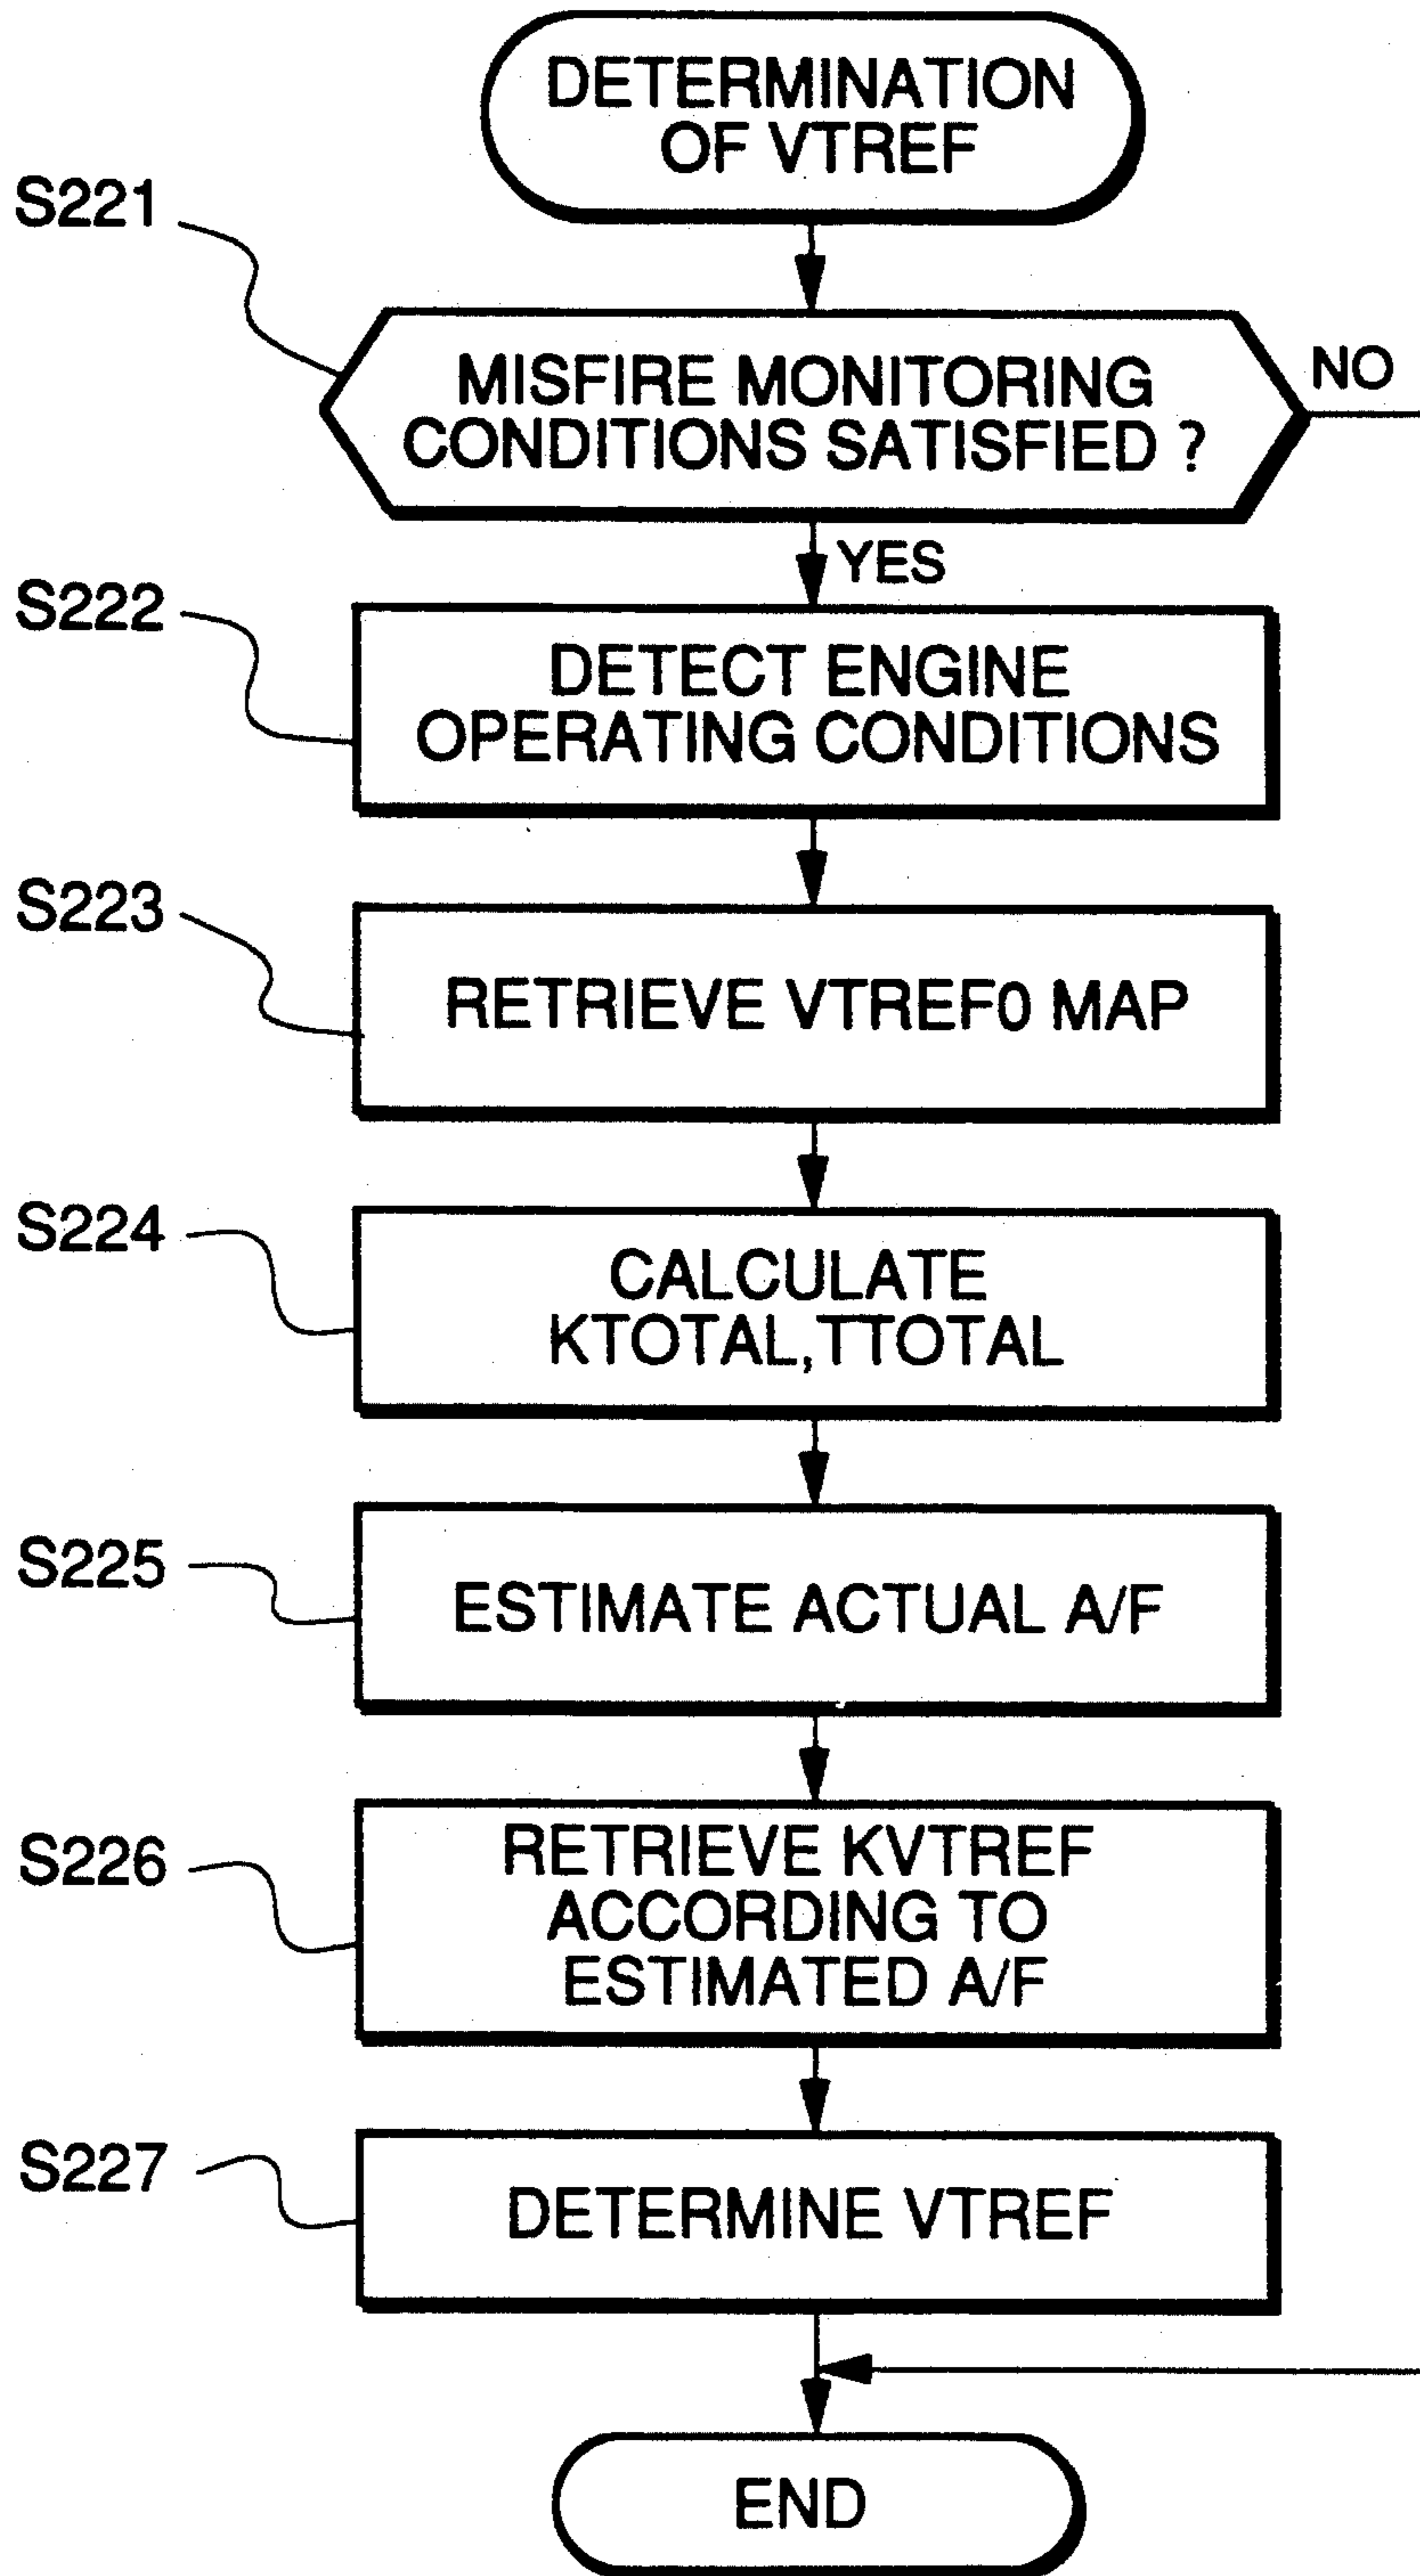 DETERMINATION
OF VTREF
S221
MISFIRE MONITORING
CONDITIONS SATISFIED ?
NO
YES
S222
DETECT ENGINE
OPERATING CONDITIONS
S223
RETRIEVE VTREF0 MAP
S224
CALCULATE
KTOTAL,TTOTAL
S225
ESTIMATE ACTUAL A/F
S226
RETRIEVE KVTREF
ACCORDING TO
ESTIMATED A/F
S227
DETERMINE VTREF
END